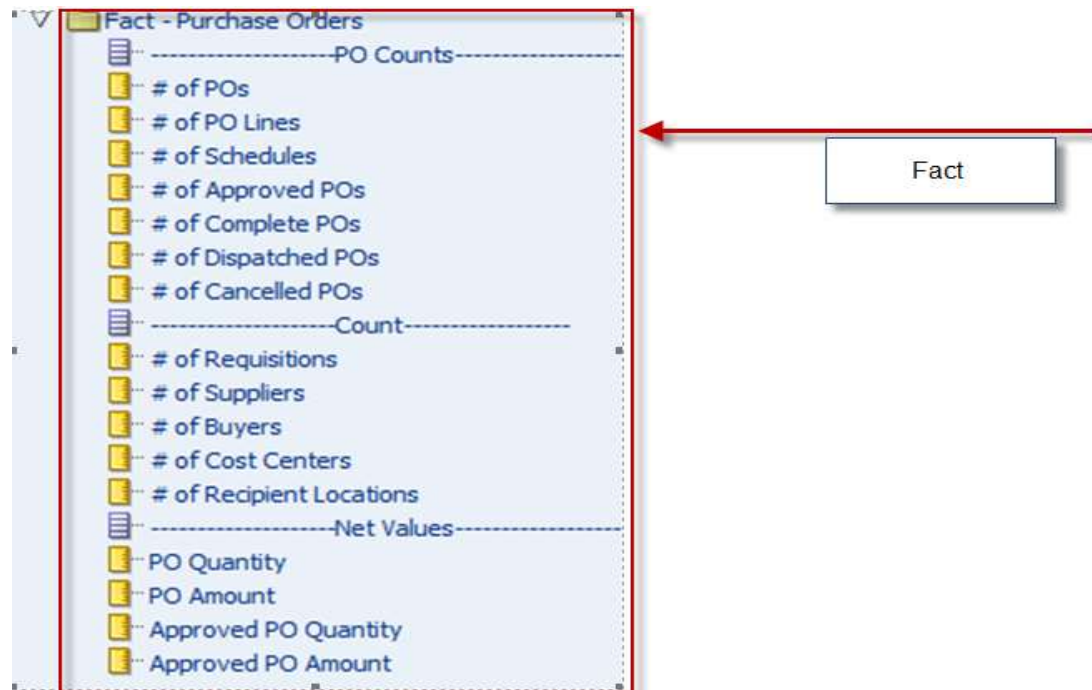 Fact - Purchase Orders
--------------------PO Counts------------------
# of POs
# of PO Lines
# of Schedules
# of Approved POs
# of Complete POs
# of Dispatched POs
# of Cancelled POs
--------------------Count------------------
# of Requisitions
# of Suppliers
# of Buyers
# of Cost Centers
# of Recipient Locations
--------------------Net Values------------------
PO Quantity
PO Amount
Approved PO Quantity
Approved PO Amount
Fact